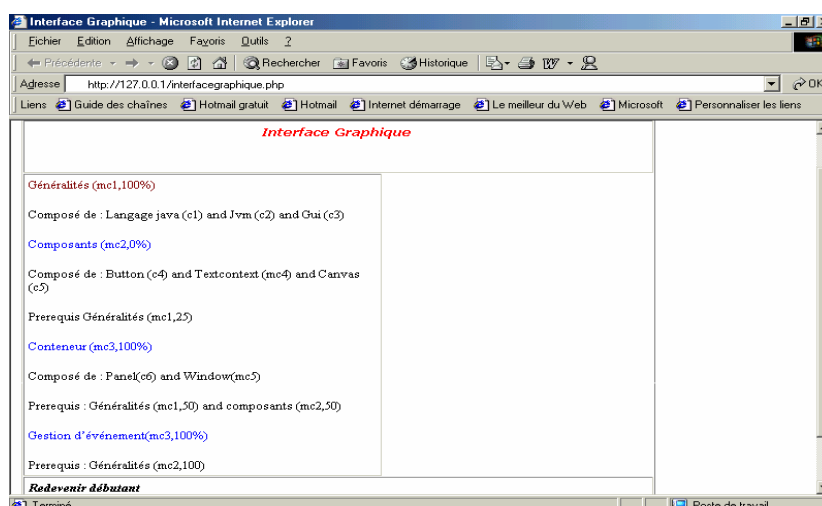 Interface Graphique - Microsoft Internet Explorer
Eichier Edition Affichage Favoris Outils ?
Précédente Rechercher Favoris Historique
Adresse http://127.0.0.1/interfacegraphique.php OK
Liens Guide des chaînes Hotmail gratuit Hotmail Internet démarrage Le meilleur du Web Microsoft Personnaliser les liens
Interface Graphique
Généralités (mc1,100%)
Composé de : Langage java (c1) and Jvm (c2) and Gui (c3)
Composants (mc2,0%)
Composé de : Button (c4) and Textcontext (mc4) and Canvas
(c5)
Prerequis Généralités (mc1,25)
Conteneur (mc3,100%)
Composé de : Panel(c6) and Window(mc5)
Prerequis : Généralités (mc1,50) and composants (mc2,50)
Gestion d'événement(mc3,100%)
Prerequis : Généralités (mc2,100)
Redevenir débutant
Terminé Poste de travail